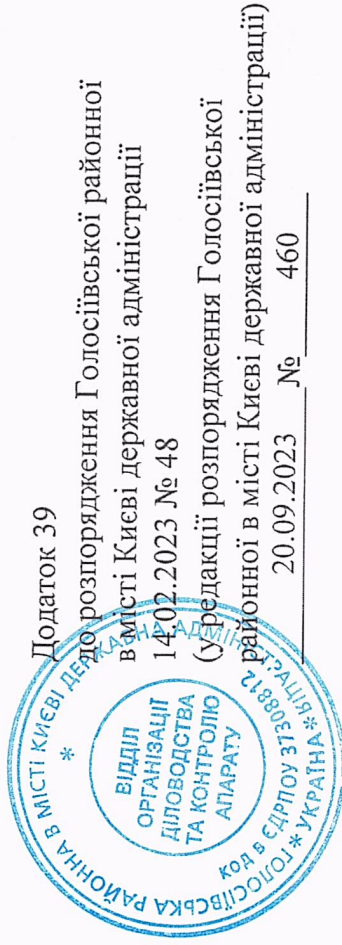 Додаток 39
до розпорядження Голосіївської районної
в місті Києві державної адміністрації
14.02.2023 № 48
(у редакції розпорядження Голосіївської
районної в місті Києві державної адміністрації)
20.09.2023 № 460
* ГОЛОСІЇВСЬКА РАЙОННА В МІСТІ КИЄВІ ДЕРЖАВНА АДМІНІСТРАЦІЯ * УКРАЇНА
*
код в ЄДРПОУ 37308812
ВІДДІЛ
ОРГАНІЗАЦІЇ
ДІЛОВОДСТВА
ТА КОНТРОЛЮ
АПАРАТУ